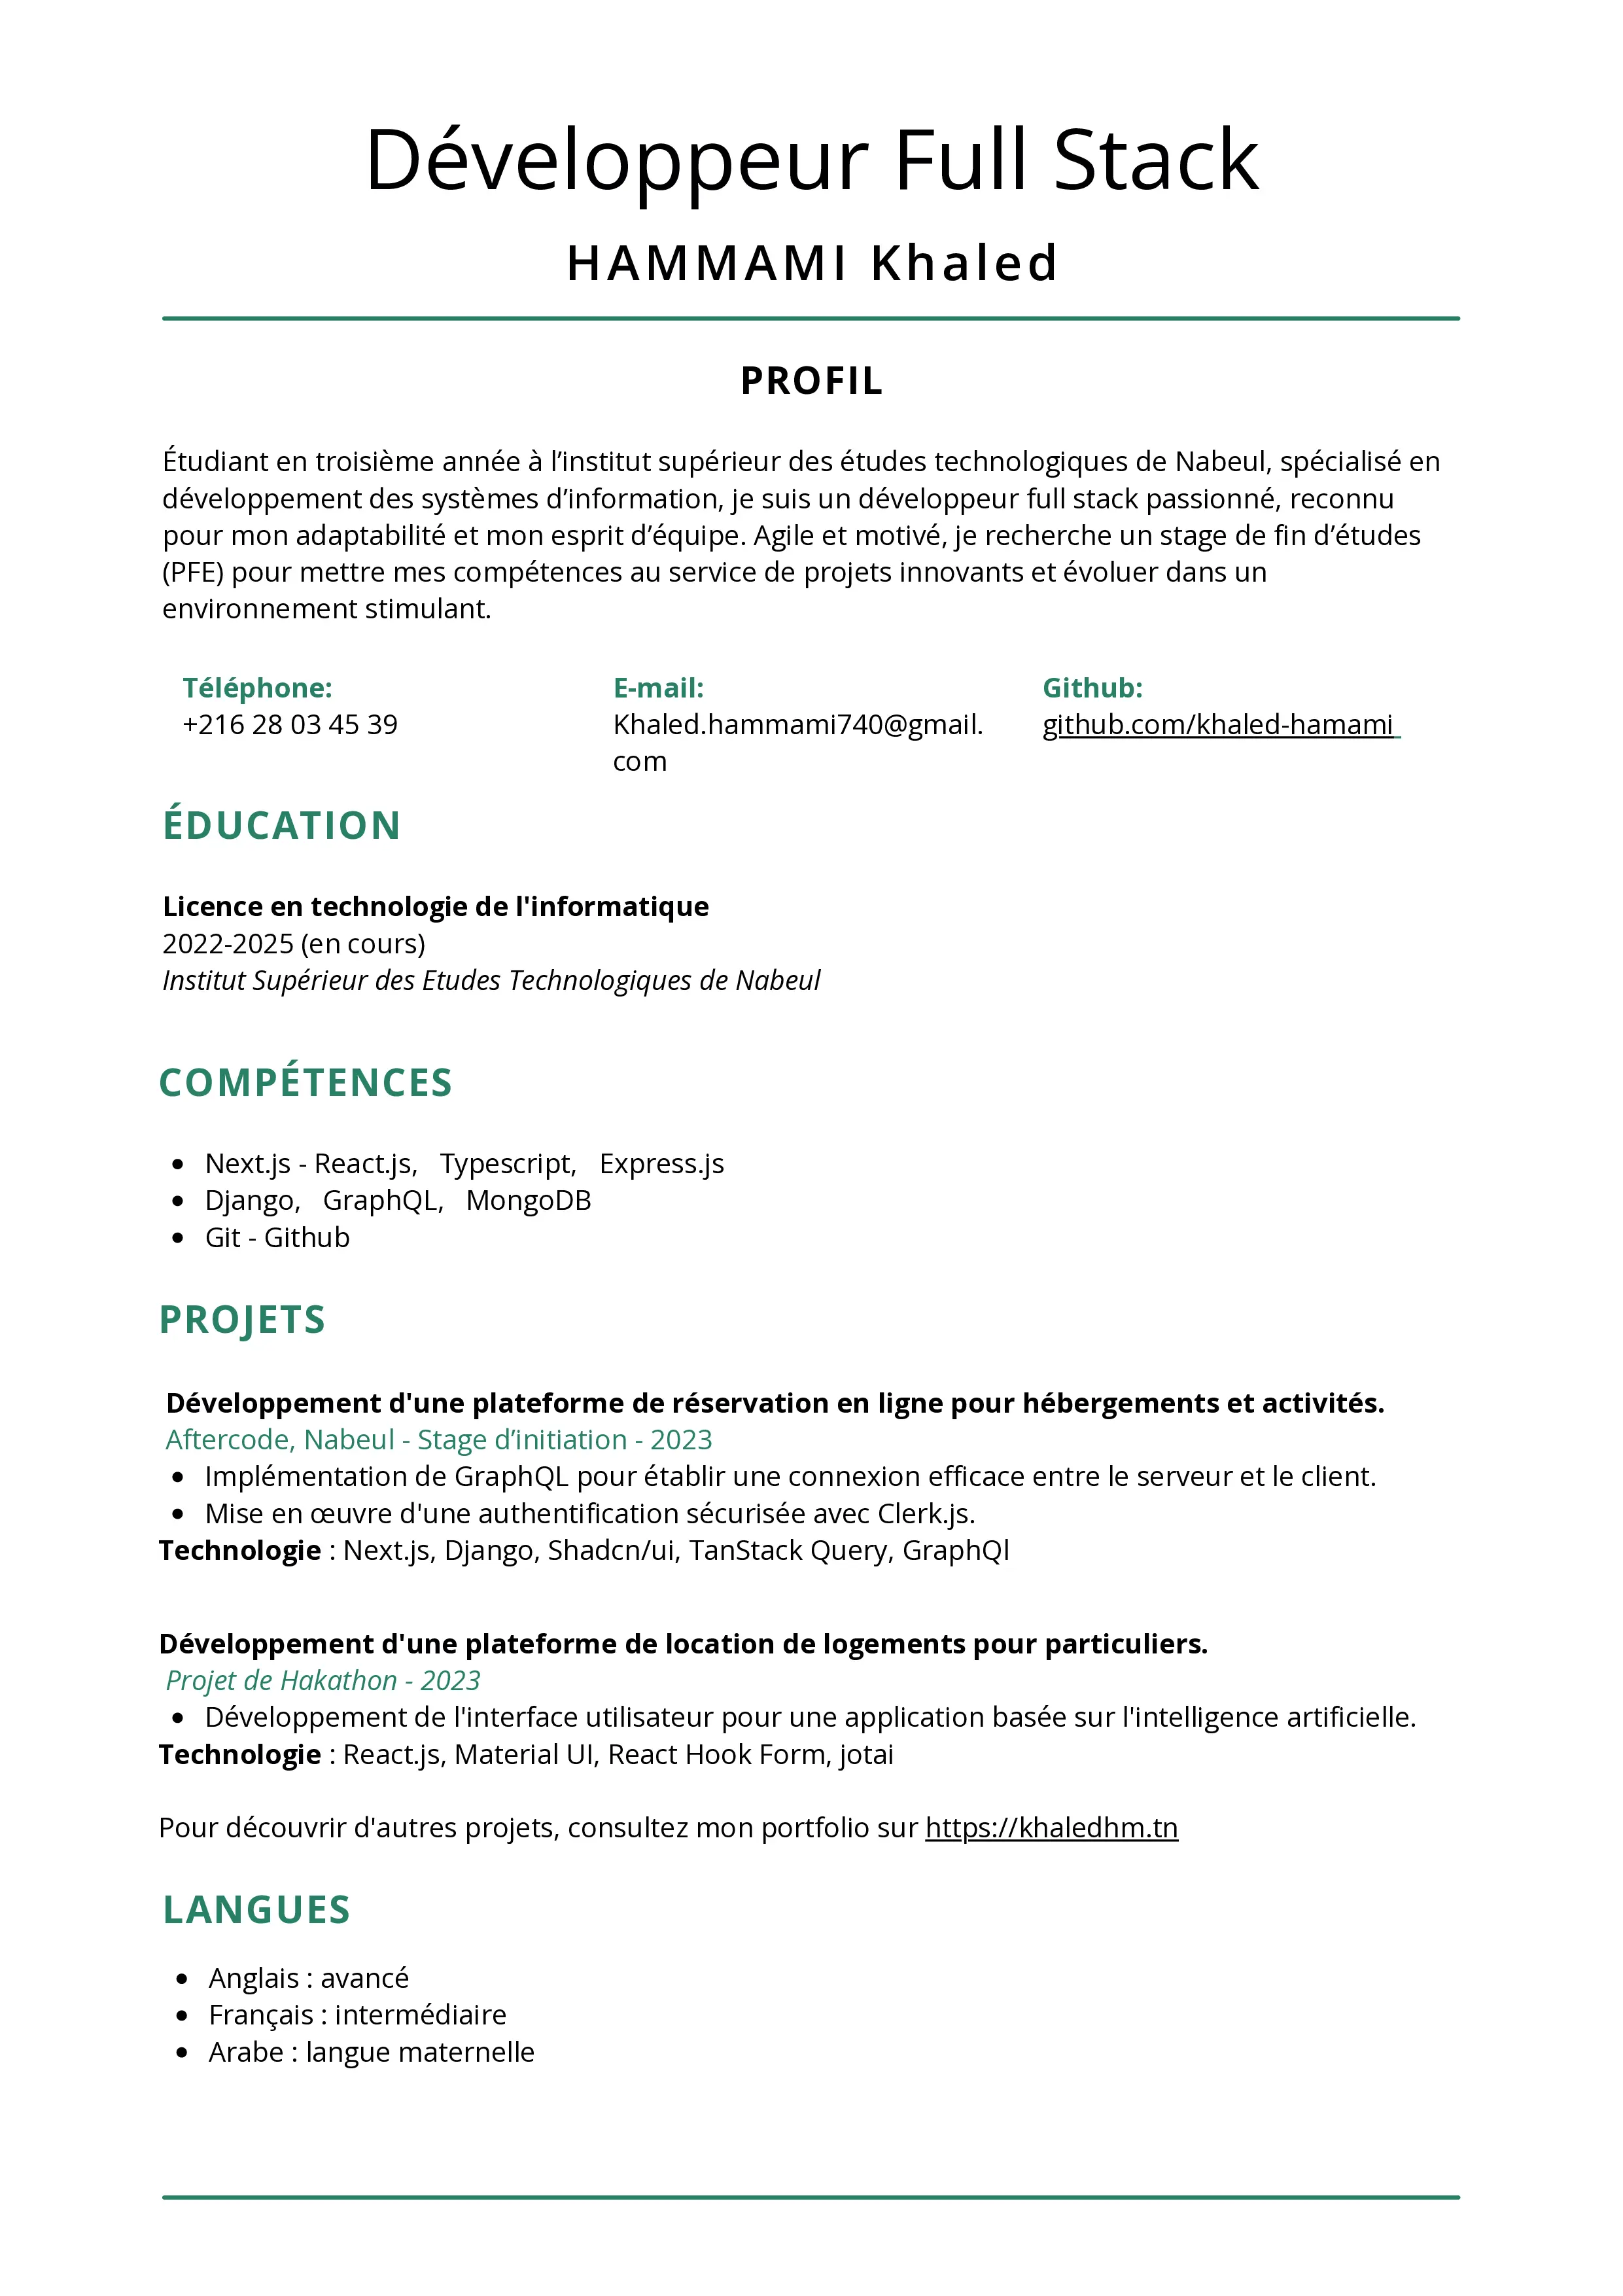 Développeur Full Stack
HAMMAMI Khaled
PROFIL
Étudiant en troisième année à l’institut supérieur des études technologiques de Nabeul, spécialisé en
développement des systèmes d’information, je suis un développeur full stack passionné, reconnu
pour mon adaptabilité et mon esprit d’équipe. Agile et motivé, je recherche un stage de fin d’études
(PFE) pour mettre mes compétences au service de projets innovants et évoluer dans un
environnement stimulant.
Téléphone:
+216 28 03 45 39
E-mail:
Khaled.hammami740@gmail.
com
Github:
github.com/khaled-hamami
ÉDUCATION
Licence en technologie de l'informatique
2022-2025 (en cours)
Institut Supérieur des Etudes Technologiques de Nabeul
COMPÉTENCES
• Next.js - React.js, Typescript, Express.js
• Django, GraphQL, MongoDB
• Git - Github
PROJETS
Développement d'une plateforme de réservation en ligne pour hébergements et activités.
Aftercode, Nabeul - Stage d’initiation - 2023
• Implémentation de GraphQL pour établir une connexion efficace entre le serveur et le client.
• Mise en œuvre d'une authentification sécurisée avec Clerk.js.
Technologie : Next.js, Django, Shadcn/ui, TanStack Query, GraphQl
Développement d'une plateforme de location de logements pour particuliers.
Projet de Hakathon - 2023
• Développement de l'interface utilisateur pour une application basée sur l'intelligence artificielle.
Technologie : React.js, Material UI, React Hook Form, jotai
Pour découvrir d'autres projets, consultez mon portfolio sur https://khaledhm.tn
LANGUES
• Anglais : avancé
• Français : intermédiaire
• Arabe : langue maternelle